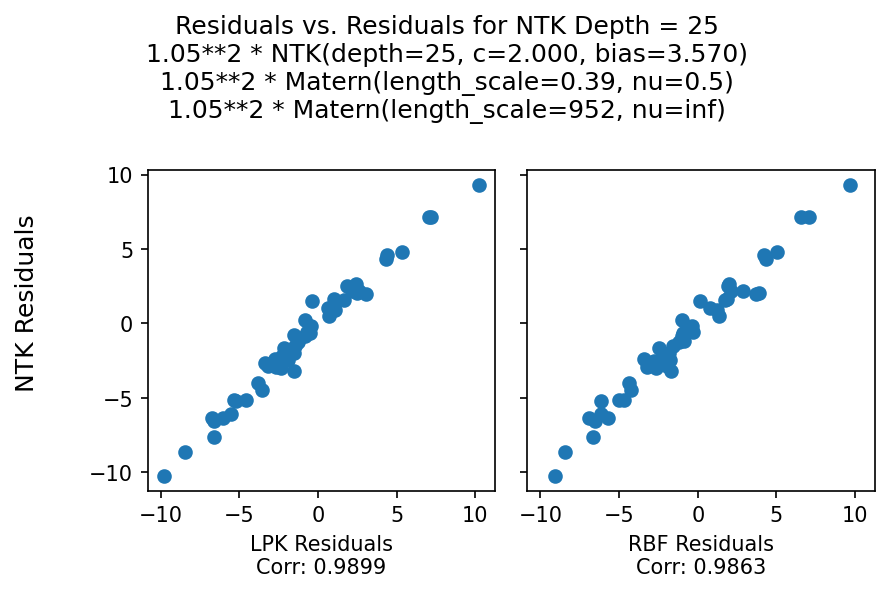 Residuals vs. Residuals for NTK Depth = 25
1.05**2 * NTK(depth=25, c=2.000, bias=3.570)
1.05**2 * Matern(length_scale=0.39, nu=0.5)
1.05**2 * Matern(length_scale=952, nu=inf)
NTK Residuals
10
5
0
−5
−10
−10 −5 0 5 10
LPK Residuals
Corr: 0.9899
−10 −5 0 5 10
RBF Residuals
Corr: 0.9863